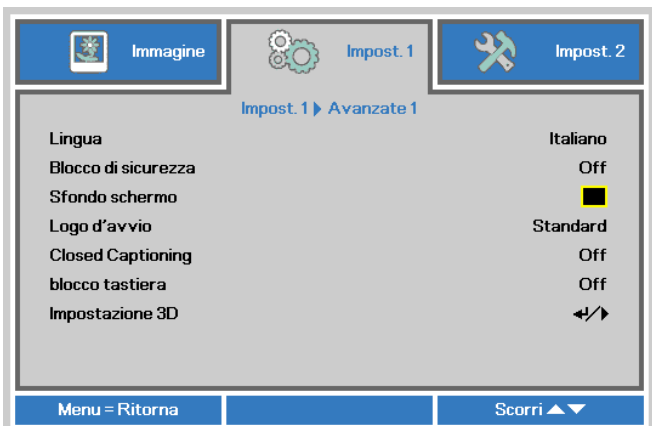 Immagine Impost. 1 Impost. 2
Impost. 1 ▶ Avanzate 1
Lingua Italiano
Blocco di sicurezza Off
Sfondo schermo
Logo d'avvio Standard
Closed Captioning Off
blocco tastiera Off
Impostazione 3D ↵/▶
Menu = Ritorna Scorri ▲▼